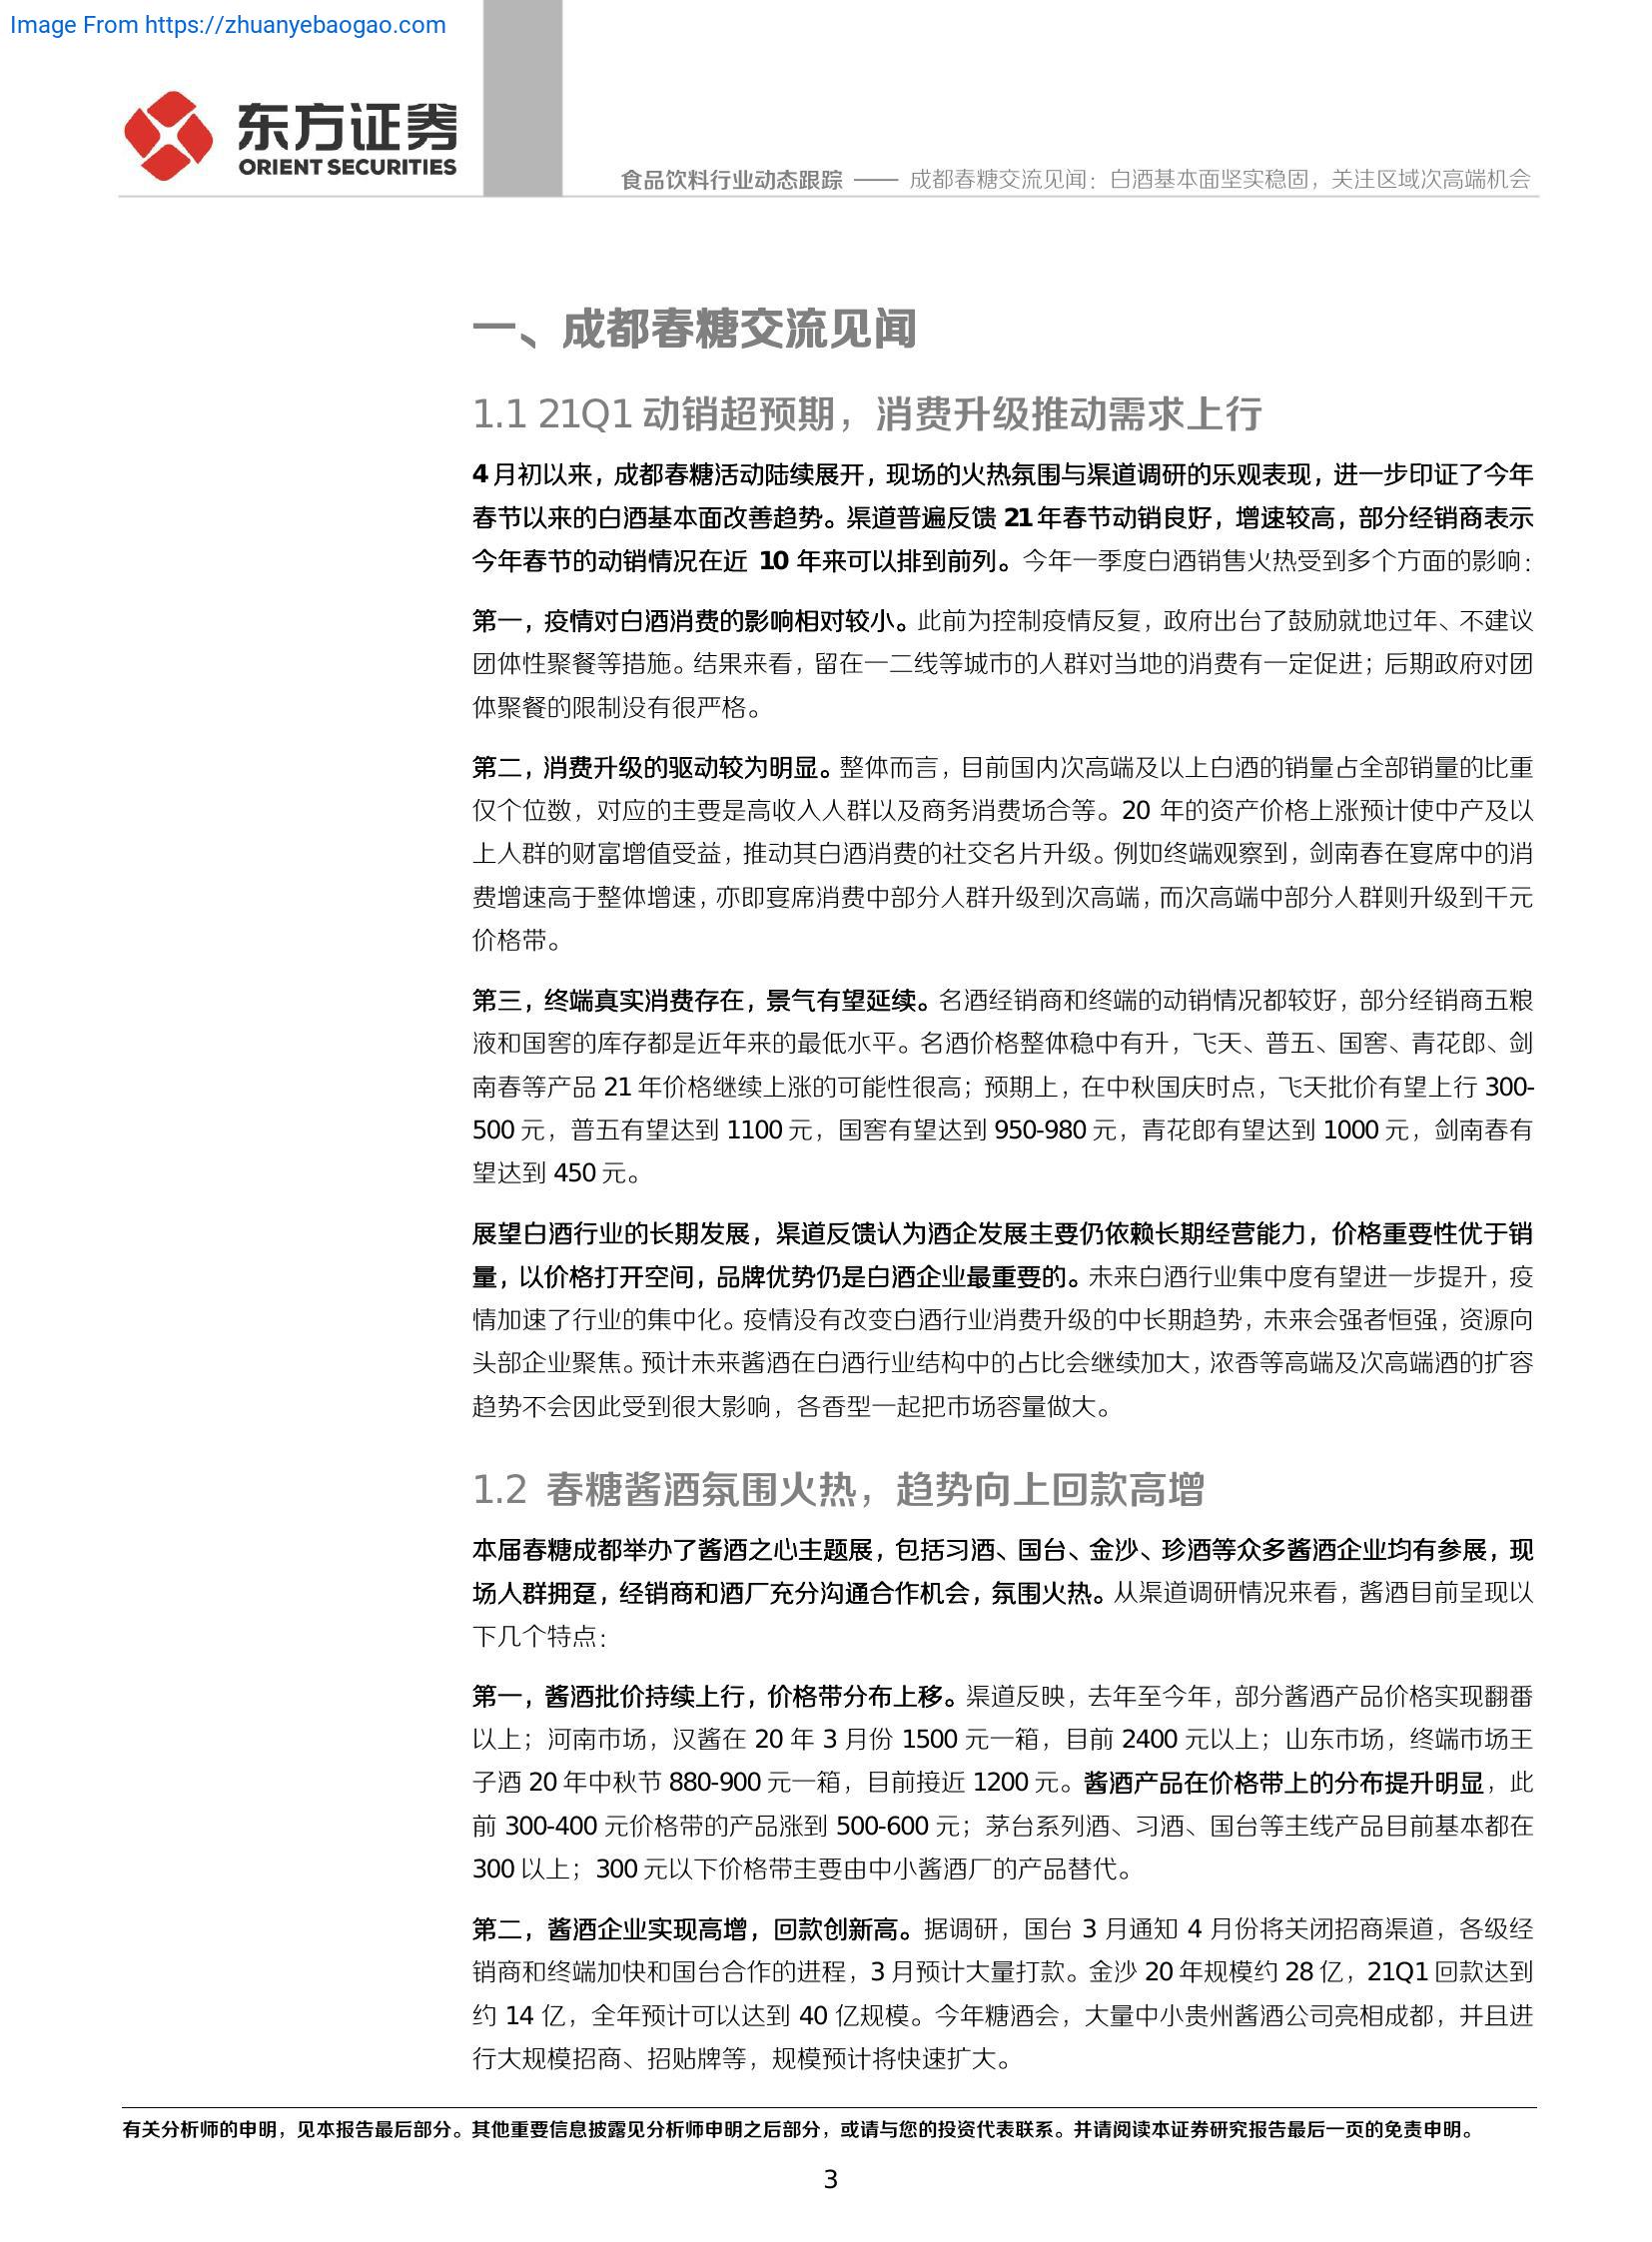 Image From https://zhuanyebaogao.com
东方证券
ORIENT SECURITIES
食品饮料行业动态跟踪 —— 成都春糖交流见闻：白酒基本面坚实稳固，关注区域次高端机会
一、成都春糖交流见闻
1.1 21Q1 动销超预期，消费升级推动需求上行
4 月初以来，成都春糖活动陆续展开，现场的火热氛围与渠道调研的乐观表现，进一步印证了今年
春节以来的白酒基本面改善趋势。渠道普遍反馈 21 年春节动销良好，增速较高，部分经销商表示
今年春节的动销情况在近 10 年来可以排到前列。今年一季度白酒销售火热受到多个方面的影响：
第一，疫情对白酒消费的影响相对较小。此前为控制疫情反复，政府出台了鼓励就地过年、不建议
团体性聚餐等措施。结果来看，留在一二线等城市的人群对当地的消费有一定促进；后期政府对团
体聚餐的限制没有很严格。
第二，消费升级的驱动较为明显。整体而言，目前国内次高端及以上白酒的销量占全部销量的比重
仅个位数，对应的主要是高收入人群以及商务消费场合等。20 年的资产价格上涨预计使中产及以
上人群的财富增值受益，推动其白酒消费的社交名片升级。例如终端观察到，剑南春在宴席中的消
费增速高于整体增速，亦即宴席消费中部分人群升级到次高端，而次高端中部分人群则升级到千元
价格带。
第三，终端真实消费存在，景气有望延续。名酒经销商和终端的动销情况都较好，部分经销商五粮
液和国窖的库存都是近年来的最低水平。名酒价格整体稳中有升，飞天、普五、国窖、青花郎、剑
南春等产品 21 年价格继续上涨的可能性很高；预期上，在中秋国庆时点，飞天批价有望上行 300-
500 元，普五有望达到 1100 元，国窖有望达到 950-980 元，青花郎有望达到 1000 元，剑南春有
望达到 450 元。
展望白酒行业的长期发展，渠道反馈认为酒企发展主要仍依赖长期经营能力，价格重要性优于销
量，以价格打开空间，品牌优势仍是白酒企业最重要的。未来白酒行业集中度有望进一步提升，疫
情加速了行业的集中化。疫情没有改变白酒行业消费升级的中长期趋势，未来会强者恒强，资源向
头部企业聚焦。预计未来酱酒在白酒行业结构中的占比会继续加大，浓香等高端及次高端酒的扩容
趋势不会因此受到很大影响，各香型一起把市场容量做大。
1.2 春糖酱酒氛围火热，趋势向上回款高增
本届春糖成都举办了酱酒之心主题展，包括习酒、国台、金沙、珍酒等众多酱酒企业均有参展，现
场人群拥趸，经销商和酒厂充分沟通合作机会，氛围火热。从渠道调研情况来看，酱酒目前呈现以
下几个特点：
第一，酱酒批价持续上行，价格带分布上移。渠道反映，去年至今年，部分酱酒产品价格实现翻番
以上；河南市场，汉酱在 20 年 3 月份 1500 元一箱，目前 2400 元以上；山东市场，终端市场王
子酒 20 年中秋节 880-900 元一箱，目前接近 1200 元。酱酒产品在价格带上的分布提升明显，此
前 300-400 元价格带的产品涨到 500-600 元；茅台系列酒、习酒、国台等主线产品目前基本都在
300 以上；300 元以下价格带主要由中小酱酒厂的产品替代。
第二，酱酒企业实现高增，回款创新高。据调研，国台 3 月通知 4 月份将关闭招商渠道，各级经
销商和终端加快和国台合作的进程，3 月预计大量打款。金沙 20 年规模约 28 亿，21Q1 回款达到
约 14 亿，全年预计可以达到 40 亿规模。今年糖酒会，大量中小贵州酱酒公司亮相成都，并且进
行大规模招商、招贴牌等，规模预计将快速扩大。
有关分析师的申明，见本报告最后部分。其他重要信息披露见分析师申明之后部分，或请与您的投资代表联系。并请阅读本证券研究报告最后一页的免责申明。
3